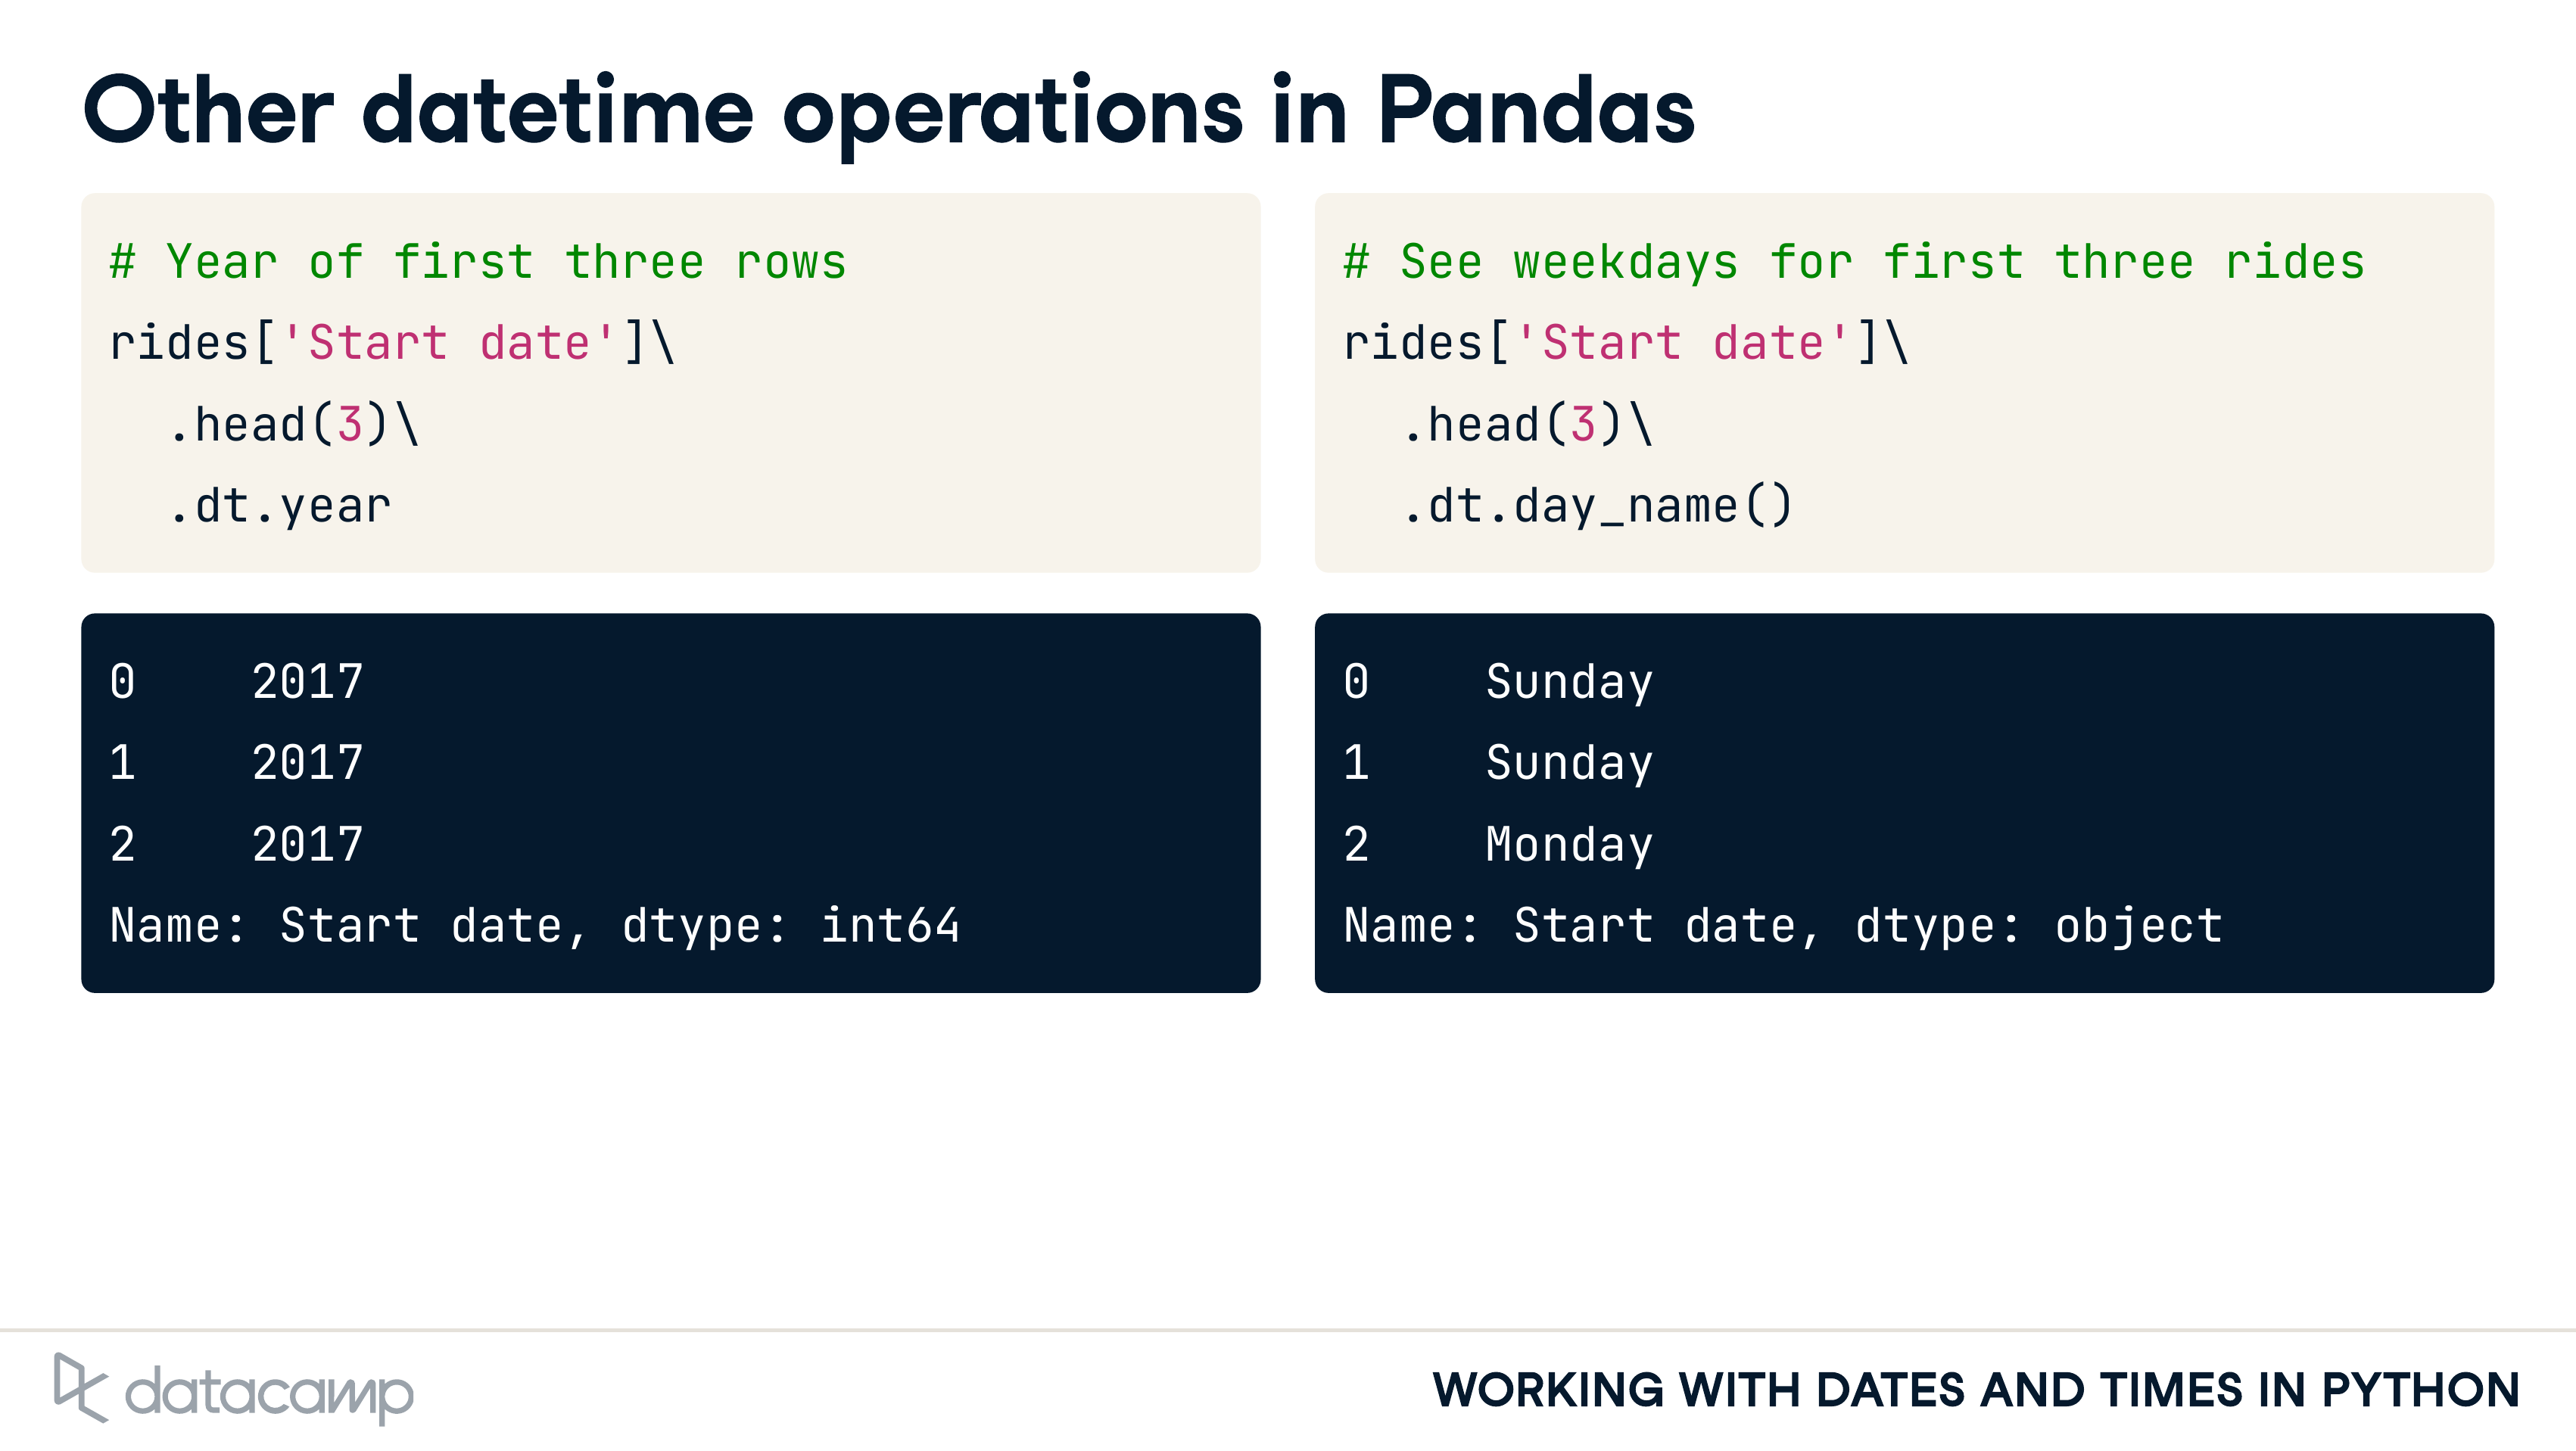 Other datetime operations in Pandas
# Year of first three rows
rides['Start date']\
  .head(3)\
  .dt.year
0    2017
1    2017
2    2017
Name: Start date, dtype: int64
# See weekdays for first three rides
rides['Start date']\
  .head(3)\
  .dt.day_name()
0    Sunday
1    Sunday
2    Monday
Name: Start date, dtype: object
datacamp
WORKING WITH DATES AND TIMES IN PYTHON